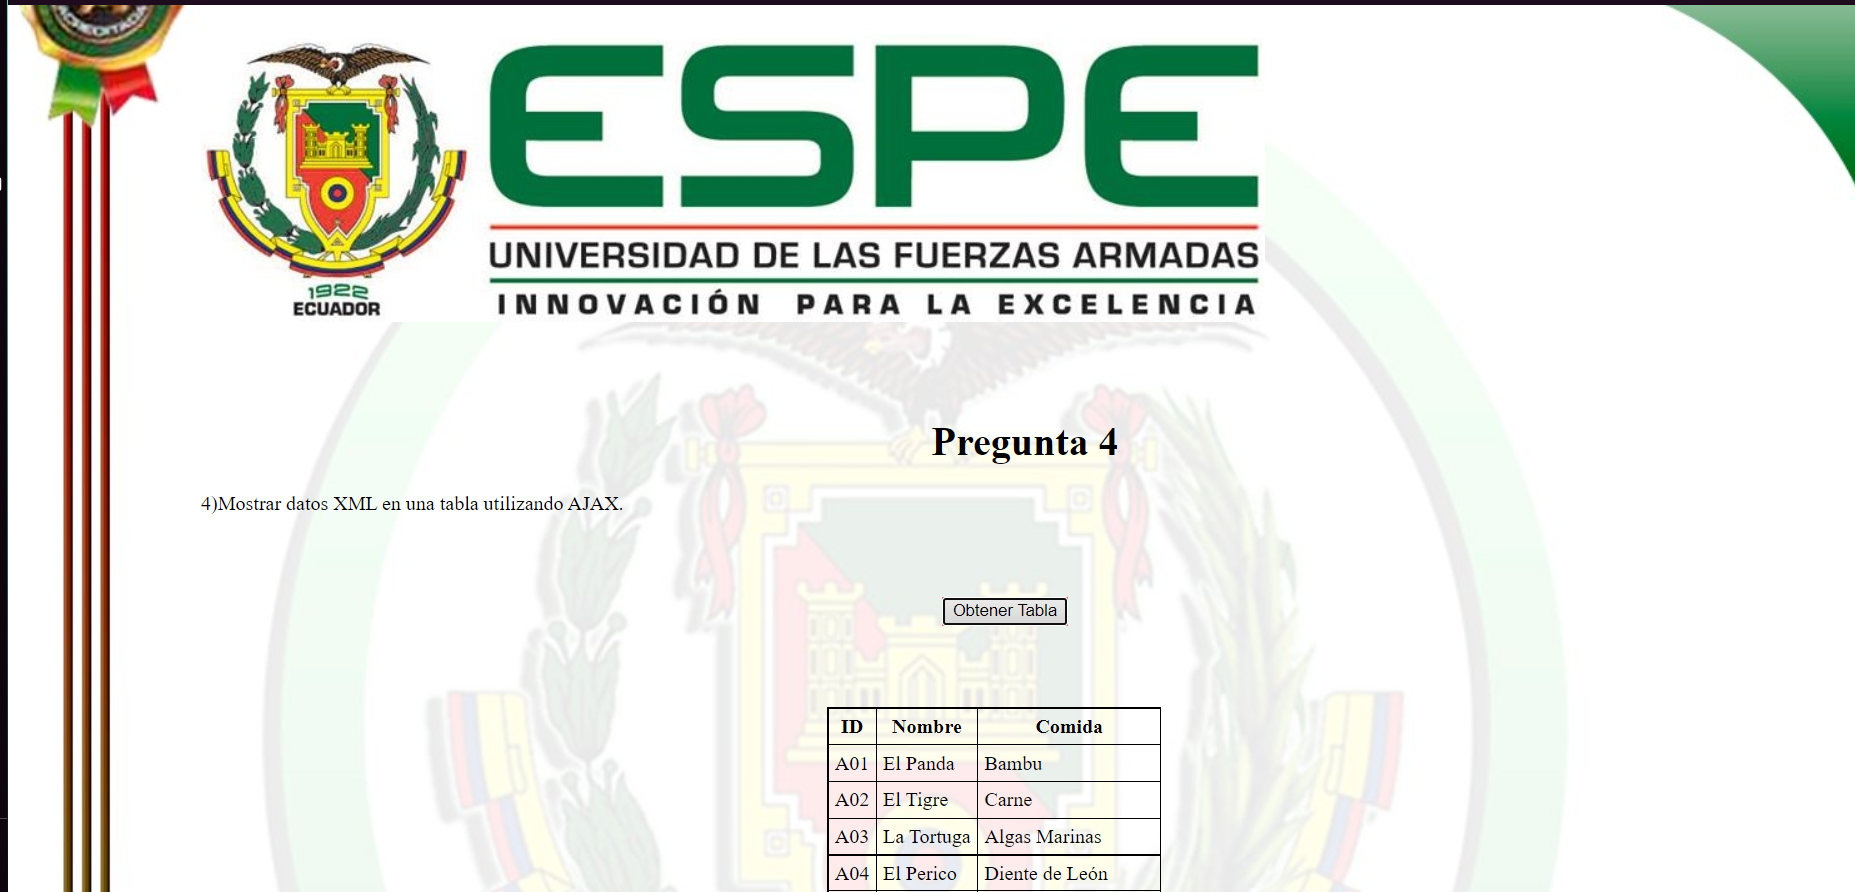 ACREDITADA
ESPE
UNIVERSIDAD DE LAS FUERZAS ARMADAS
INNOVACIÓN PARA LA EXCELENCIA
1922
ECUADOR
Pregunta 4
4)Mostrar datos XML en una tabla utilizando AJAX.
Obtener Tabla
ID Nombre Comida
A01 El Panda Bambu
A02 El Tigre Carne
A03 La Tortuga Algas Marinas
A04 El Perico Diente de León